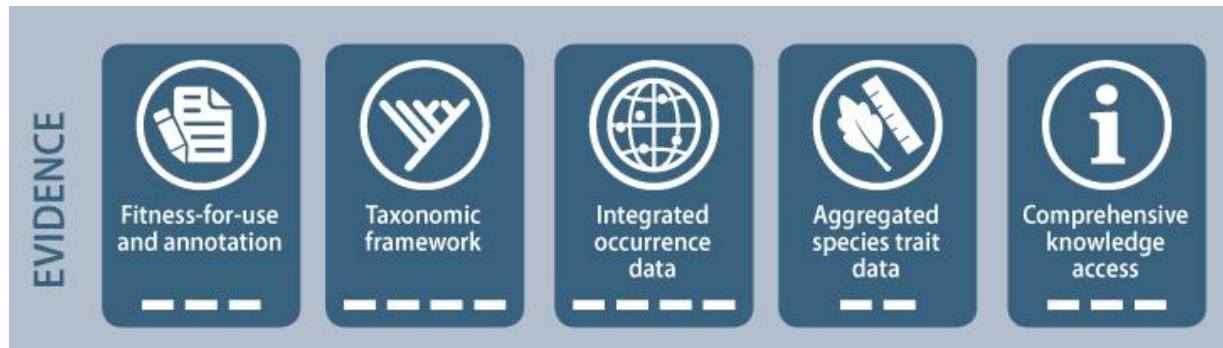 EVIDENCE
Fitness-for-use
and annotation
Taxonomic
framework
Integrated
occurrence
data
Aggregated
species trait
data
Comprehensive
knowledge
access